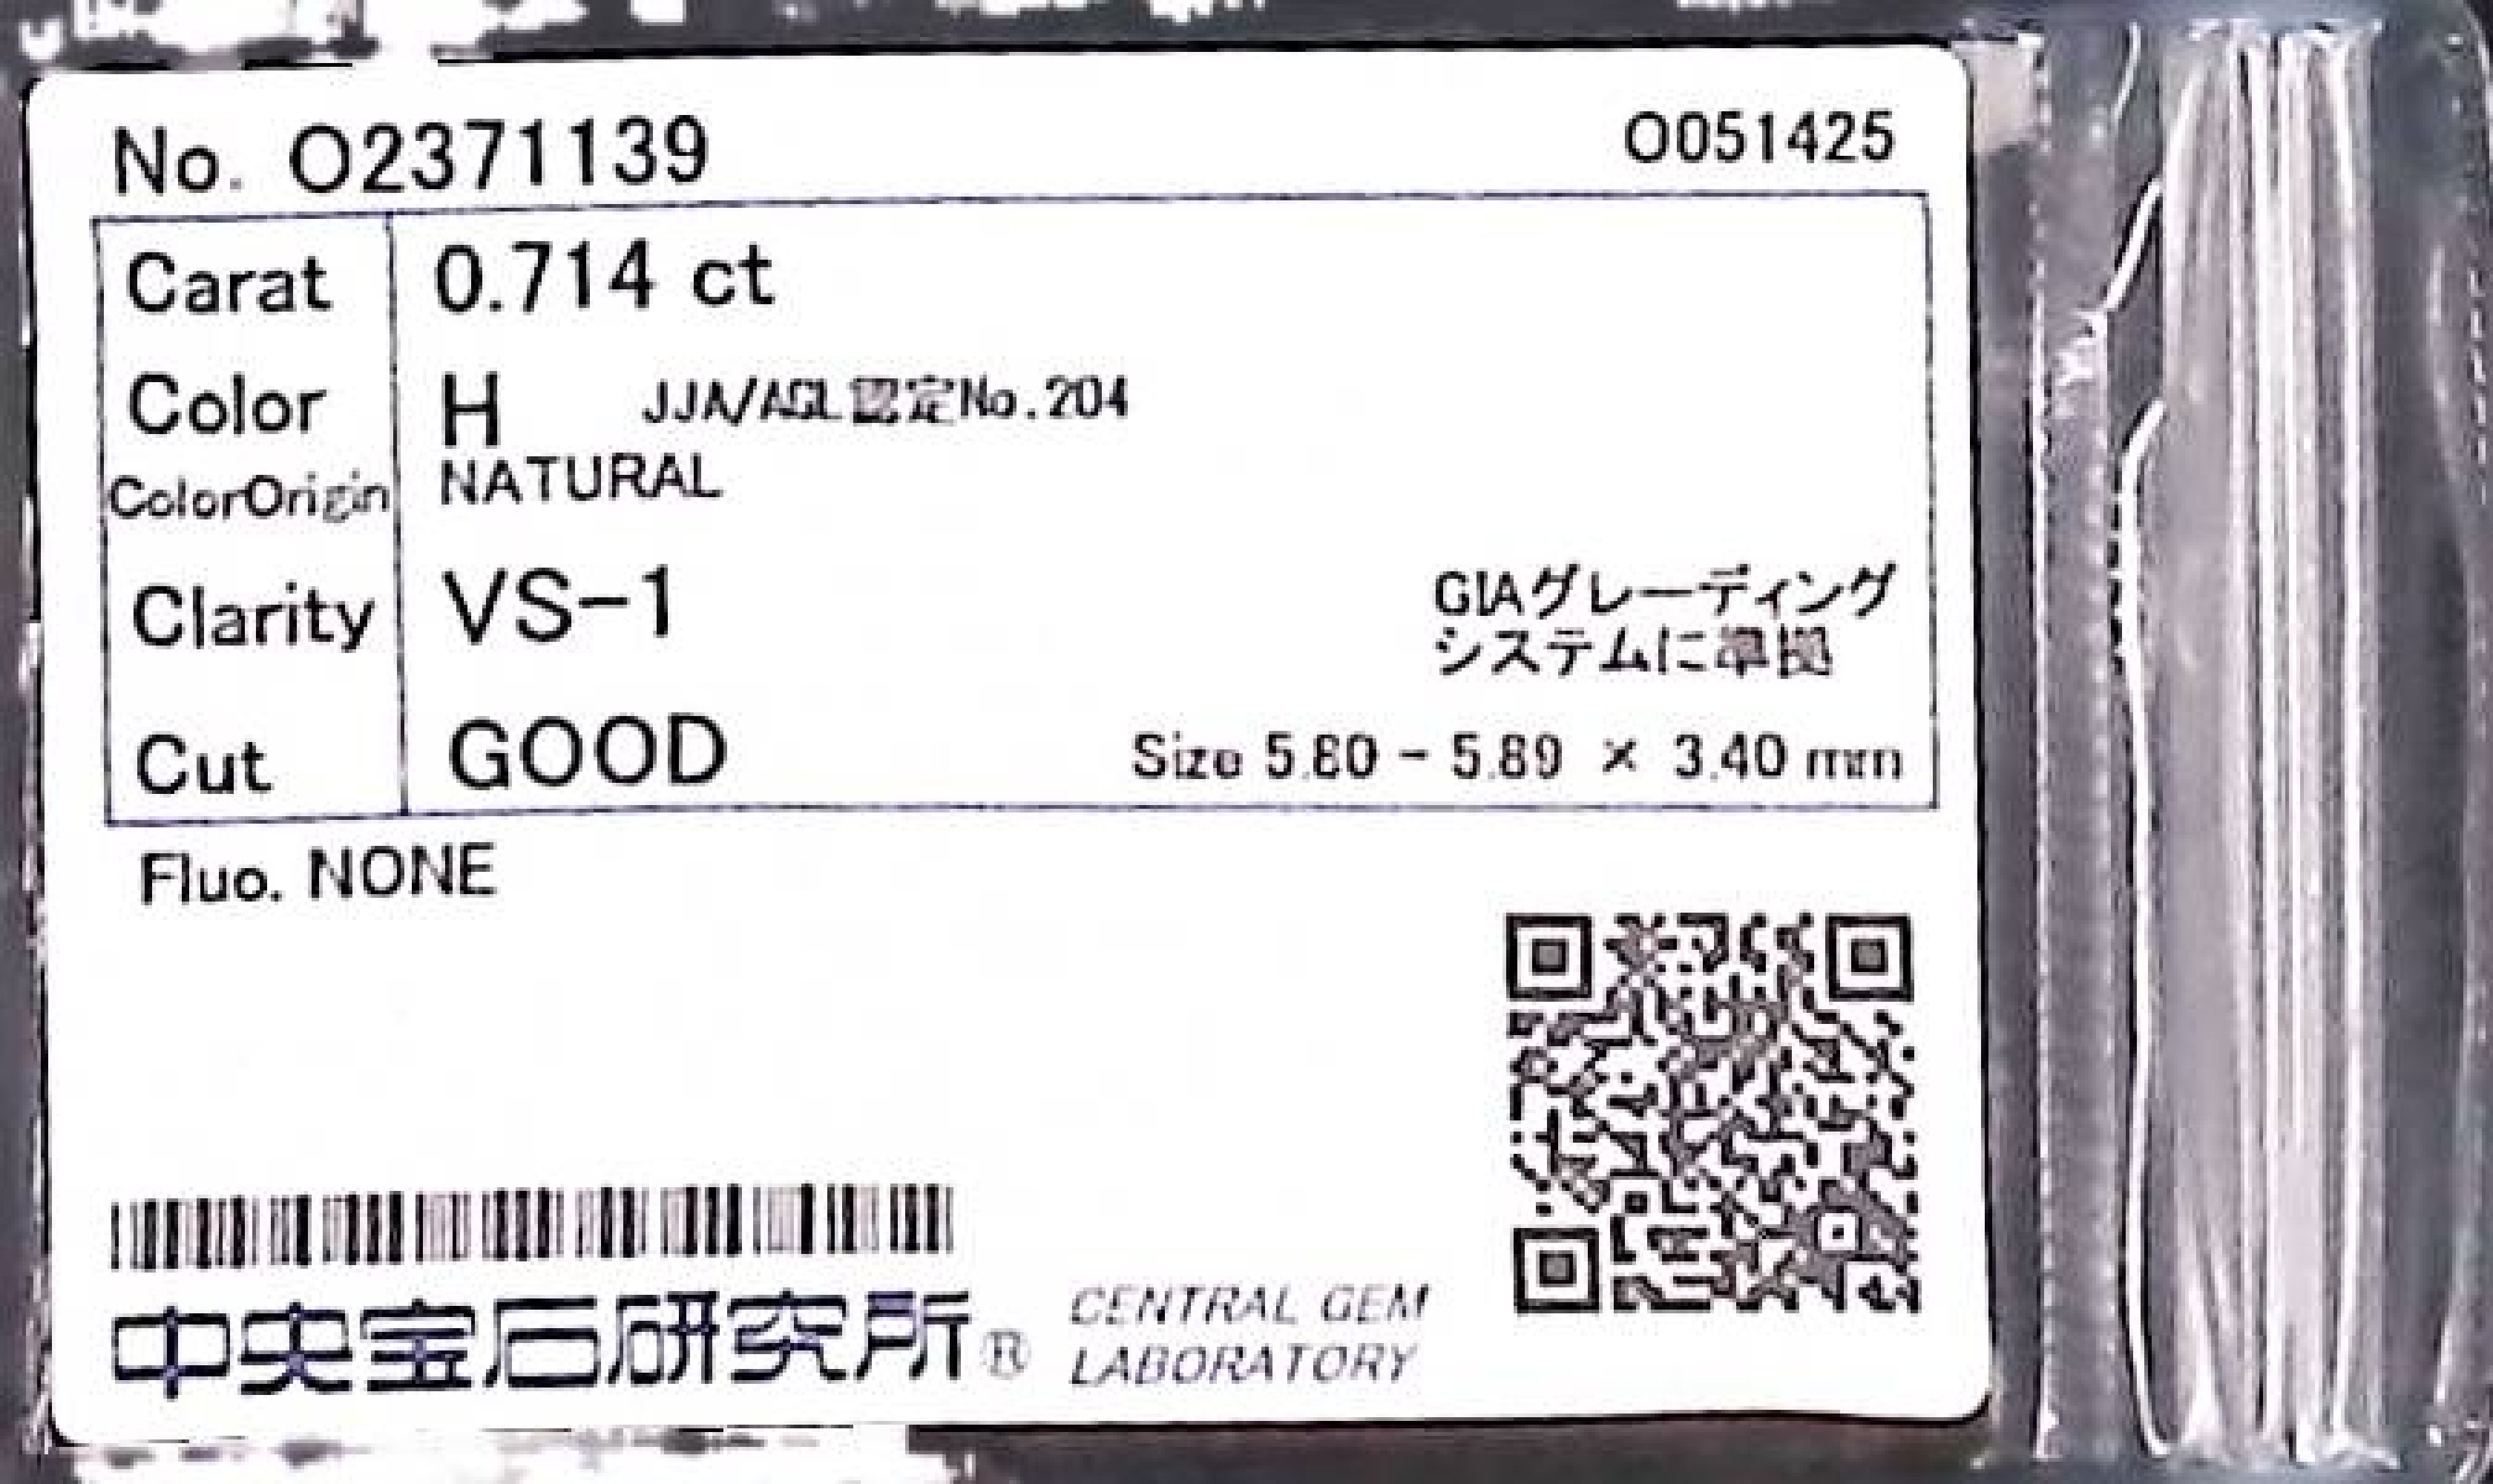 No. O2371139
O051425
Carat 0.714 ct
Color H JJA/AGL認定No.204
ColorOrigin NATURAL
Clarity VS-1
GIAグレーディング
システムに準拠
Cut GOOD
Size 5.80 - 5.89 × 3.40 mm
Fluo. NONE
中央宝石研究所®
CENTRAL GEM
LABORATORY